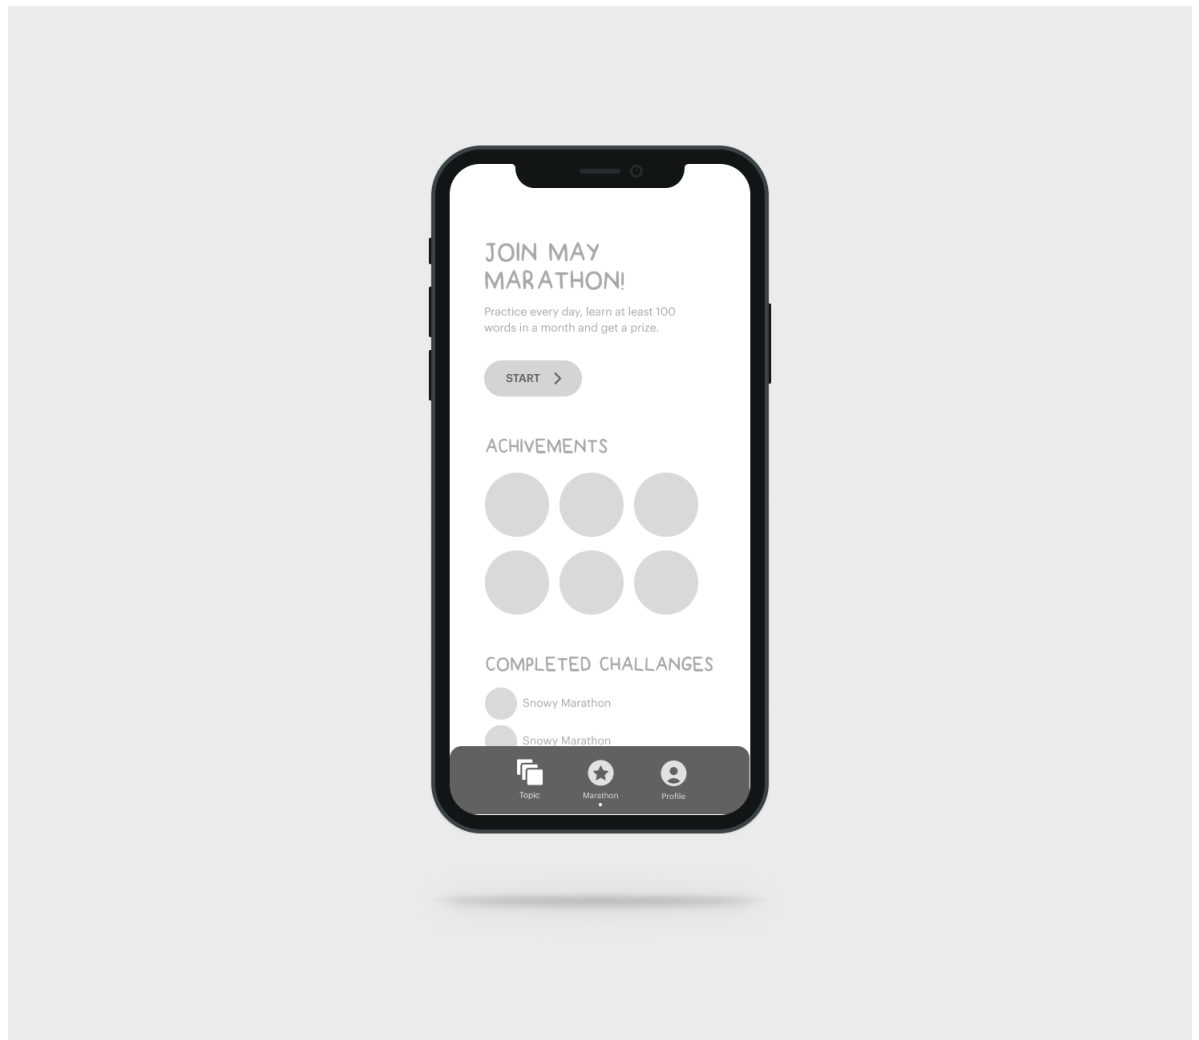 JOIN MAY
MARATHON!
Practice every day, learn at least 100
words in a month and get a prize.
START
ACHIVEMENTS
COMPLETED CHALLANGES
Snowy Marathon
Snowy Marathon
Topic
Marathon
Profile